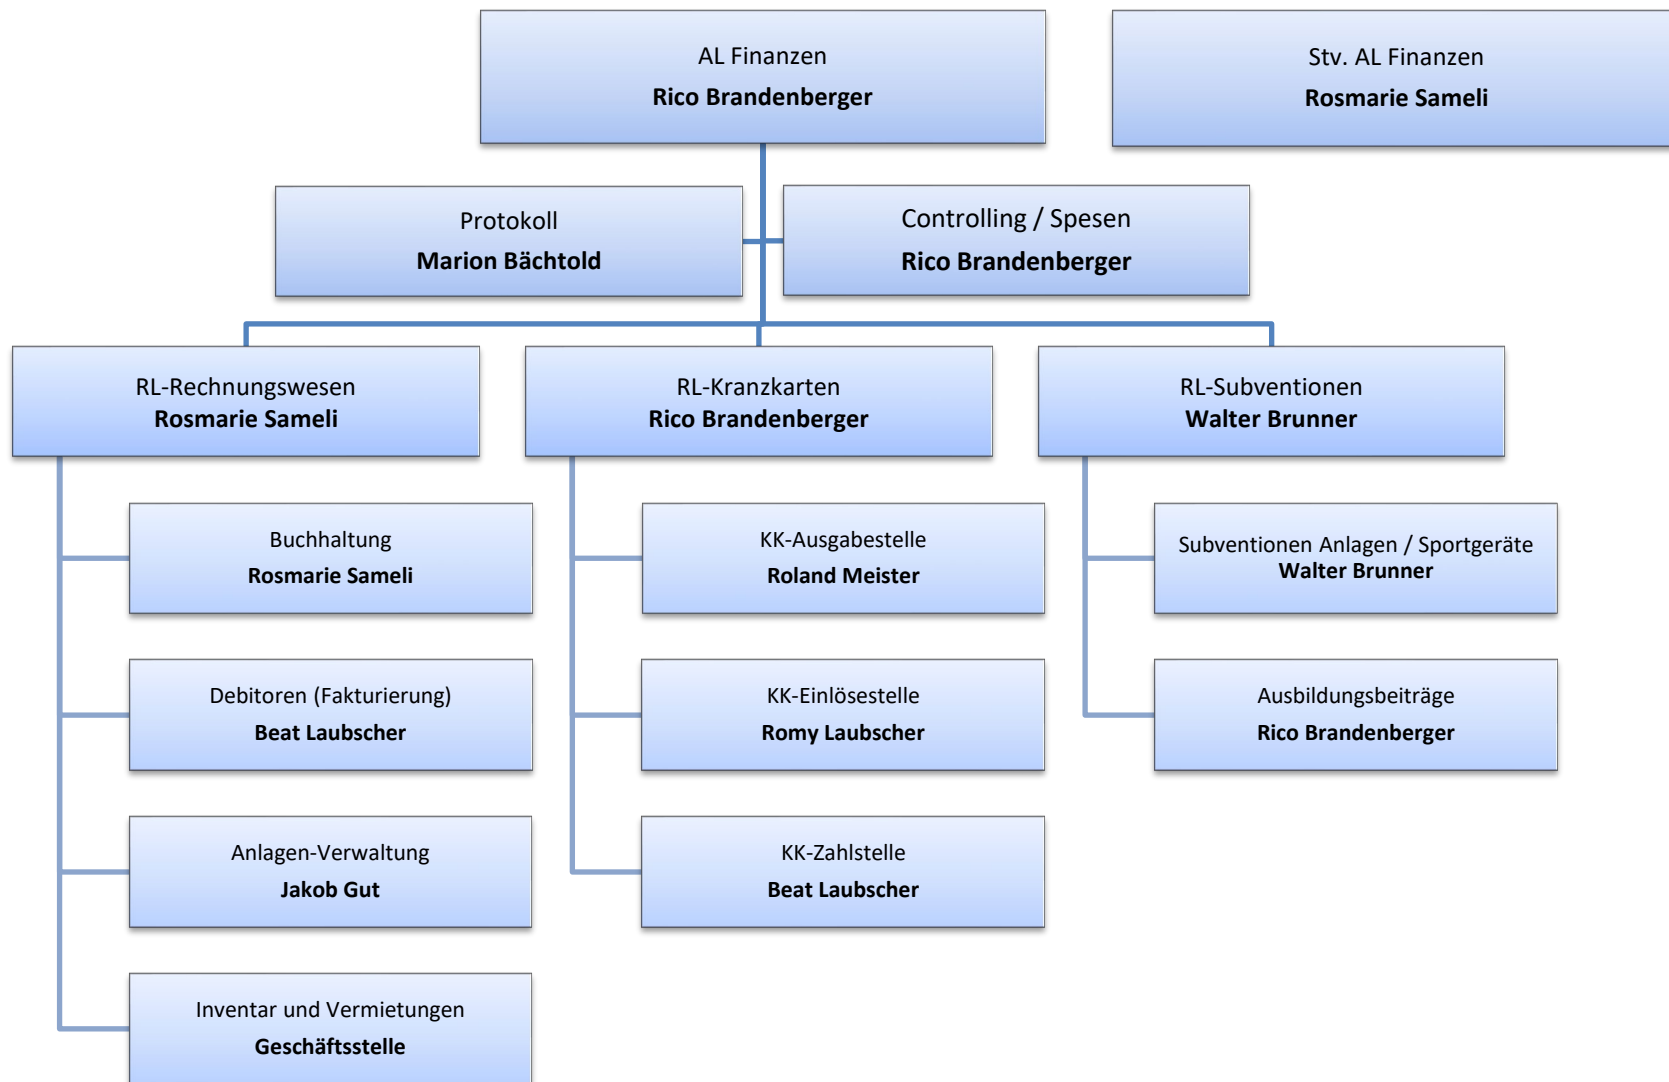 AL Finanzen
Rico Brandenberger
Stv. AL Finanzen
Rosmarie Sameli
Protokoll
Marion Bächtold
Controlling / Spesen
Rico Brandenberger
RL-Rechnungswesen
Rosmarie Sameli
RL-Kranzkarten
Rico Brandenberger
RL-Subventionen
Walter Brunner
Buchhaltung
Rosmarie Sameli
Debitoren (Fakturierung)
Beat Laubscher
Anlagen-Verwaltung
Jakob Gut
Inventar und Vermietungen
Geschäftsstelle
KK-Ausgabestelle
Roland Meister
KK-Einlösestelle
Romy Laubscher
KK-Zahlstelle
Beat Laubscher
Subventionen Anlagen / Sportgeräte
Walter Brunner
Ausbildungsbeiträge
Rico Brandenberger